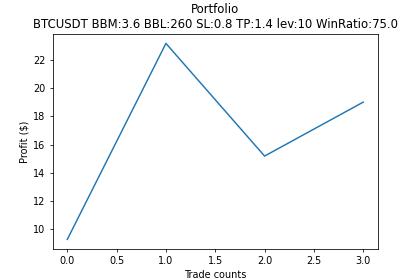 Portfolio
BTCUSDT BBM:3.6 BBL:260 SL:0.8 TP:1.4 lev:10 WinRatio:75.0
Profit ($)
22
20
18
16
14
12
10
0.0 0.5 1.0 1.5 2.0 2.5 3.0
Trade counts